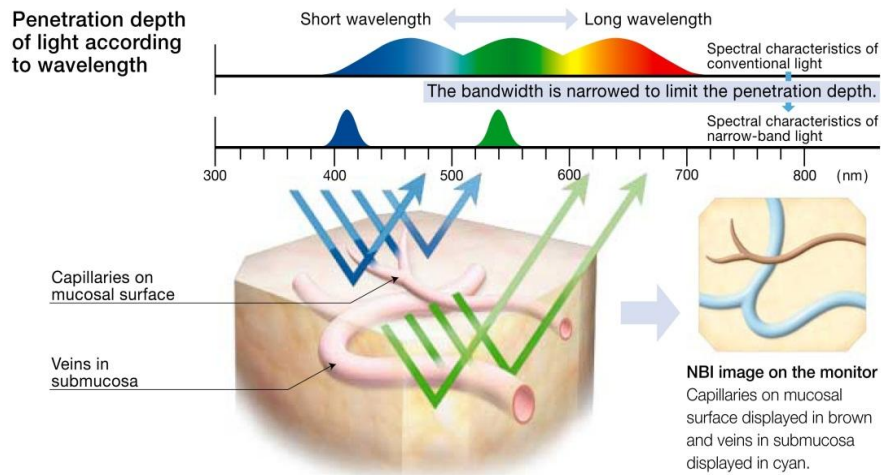 Penetration depth
of light according
to wavelength
Short wavelength
Long wavelength
Spectral characteristics of
conventional light
The bandwidth is narrowed to limit the penetration depth.
Spectral characteristics of
narrow-band light
300
400
500
600
700
800
(nm)
Capillaries on
mucosal surface
Veins in
submucosa
NBI image on the monitor
Capillaries on mucosal
surface displayed in brown
and veins in submucosa
displayed in cyan.